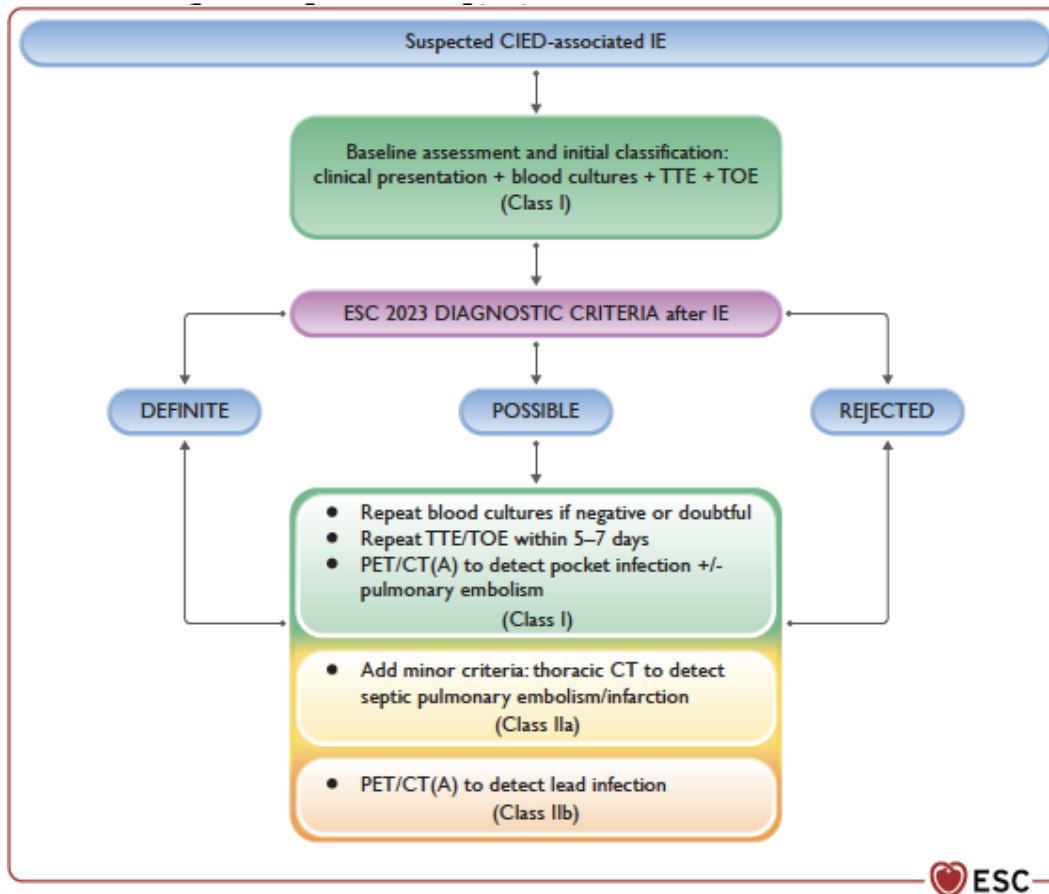 Suspected CIED-associated IE
Baseline assessment and initial classification:
clinical presentation + blood cultures + TTE + TOE
(Class I)
ESC 2023 DIAGNOSTIC CRITERIA after IE
DEFINITE
POSSIBLE
REJECTED
● Repeat blood cultures if negative or doubtful
● Repeat TTE/TOE within 5–7 days
● PET/CT(A) to detect pocket infection +/-
pulmonary embolism
(Class I)
● Add minor criteria: thoracic CT to detect
septic pulmonary embolism/infarction
(Class IIa)
● PET/CT(A) to detect lead infection
(Class IIb)
ESC